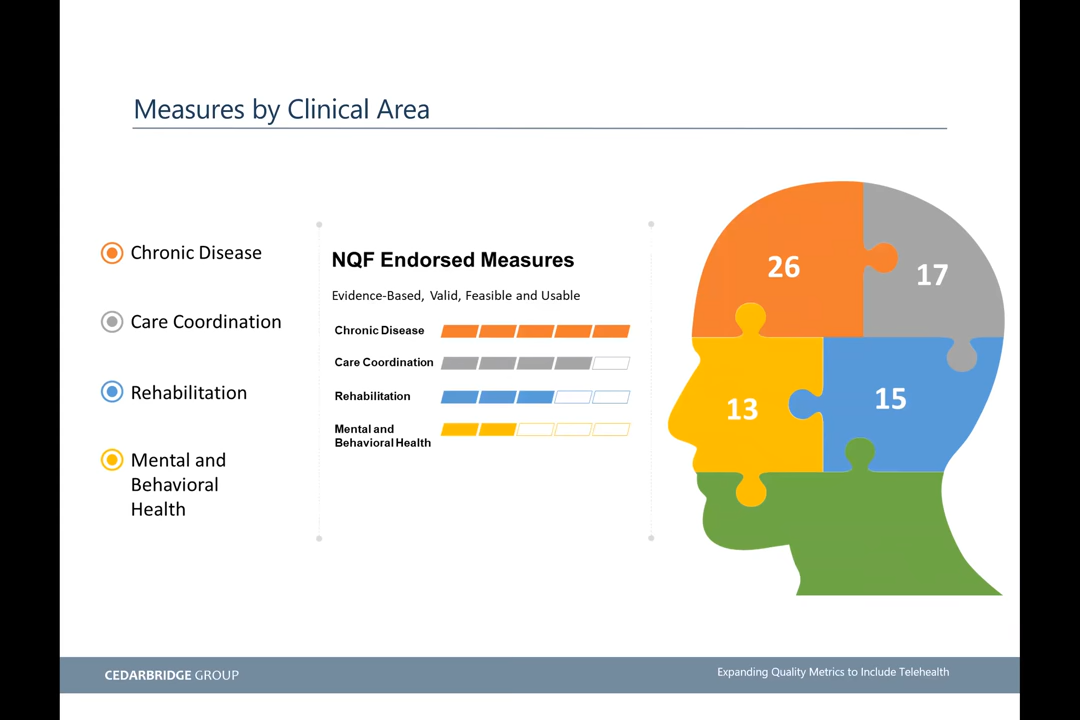 Measures by Clinical Area
Chronic Disease
Care Coordination
Rehabilitation
Mental and
Behavioral
Health
NQF Endorsed Measures
Evidence-Based, Valid, Feasible and Usable
Chronic Disease
Care Coordination
Rehabilitation
Mental and
Behavioral Health
26
17
13
15
CEDARBRIDGE GROUP
Expanding Quality Metrics to Include Telehealth